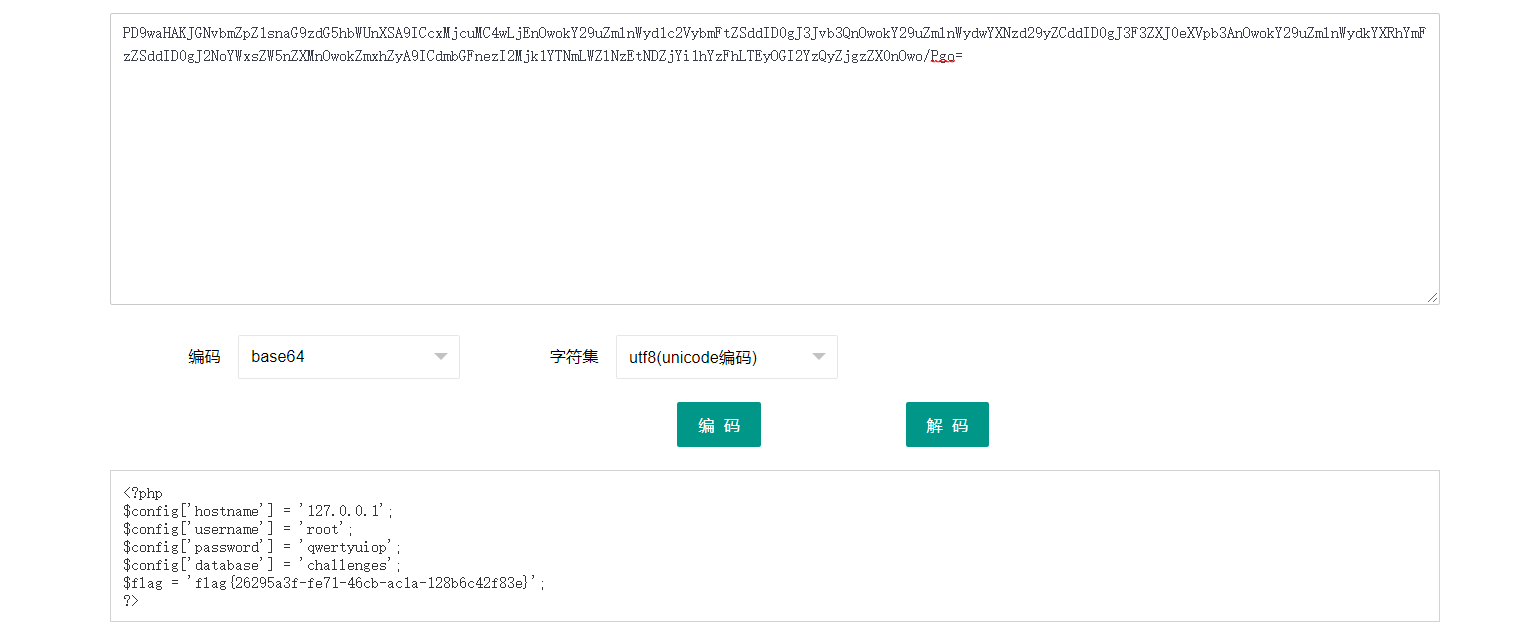 PD9waHAKJGNvbmZpZ1snaG9zdG5hbWUnXSA9ICcxMjcuMC4wLjEnOwokY29uZmlnWyd1c2VybmFtZSddID0gJ3Jvb3QnOwokY29uZmlnWydwYXNzd29yZCddID0gJ3F3ZXJ0eXVpb3AnOwokY29uZmlnWydkYXRhYmF
zZSddID0gJ2NoYWxsZW5nZXMnOwokZmxhZyA9ICdmbGFnezI2Mjk1YTNmLWZlNzEtNDZjYi1hYzFhLTEyOGI2YzQyZjgzZX0nOwo/Pgo=
编码 base64 字符集 utf8(unicode编码)
编 码 解 码
<?php
$config['hostname'] = '127.0.0.1';
$config['username'] = 'root';
$config['password'] = 'qwertyuiop';
$config['database'] = 'challenges';
$flag = 'flag{26295a3f-fe71-46cb-ac1a-128b6c42f83e}';
?>